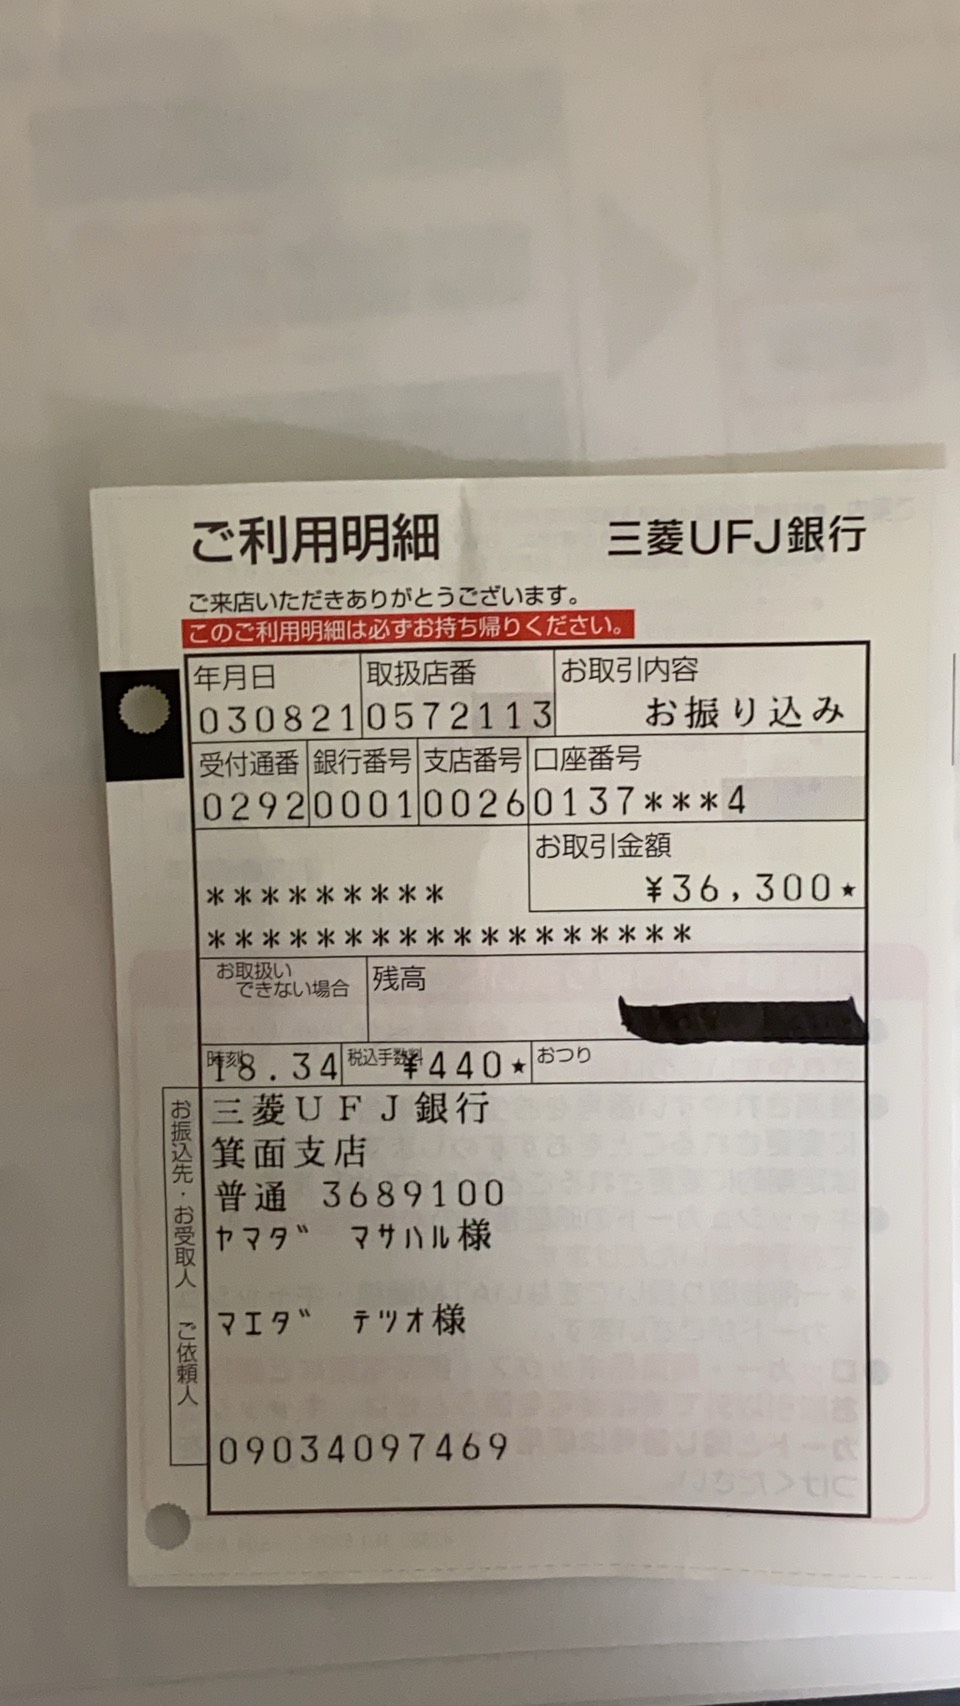 ご利用明細 三菱UFJ銀行
ご来店いただきありがとうございます。
このご利用明細は必ずお持ち帰りください。
年月日 取扱店番 お取引内容
030821 0572113 お振り込み
受付通番 銀行番号 支店番号 口座番号
0292 0001 0026 0137***4
お取引金額
********* ¥36,300★
******************
お取扱い
できない場合 残高
時刻 税込手数料 おつり
18.34 ¥440★
お振込先・お受取人 ご依頼人
三菱UFJ銀行
箕面支店
普通 3689100
ヤマダ マサハル様
マエダ テツオ様
09034097469